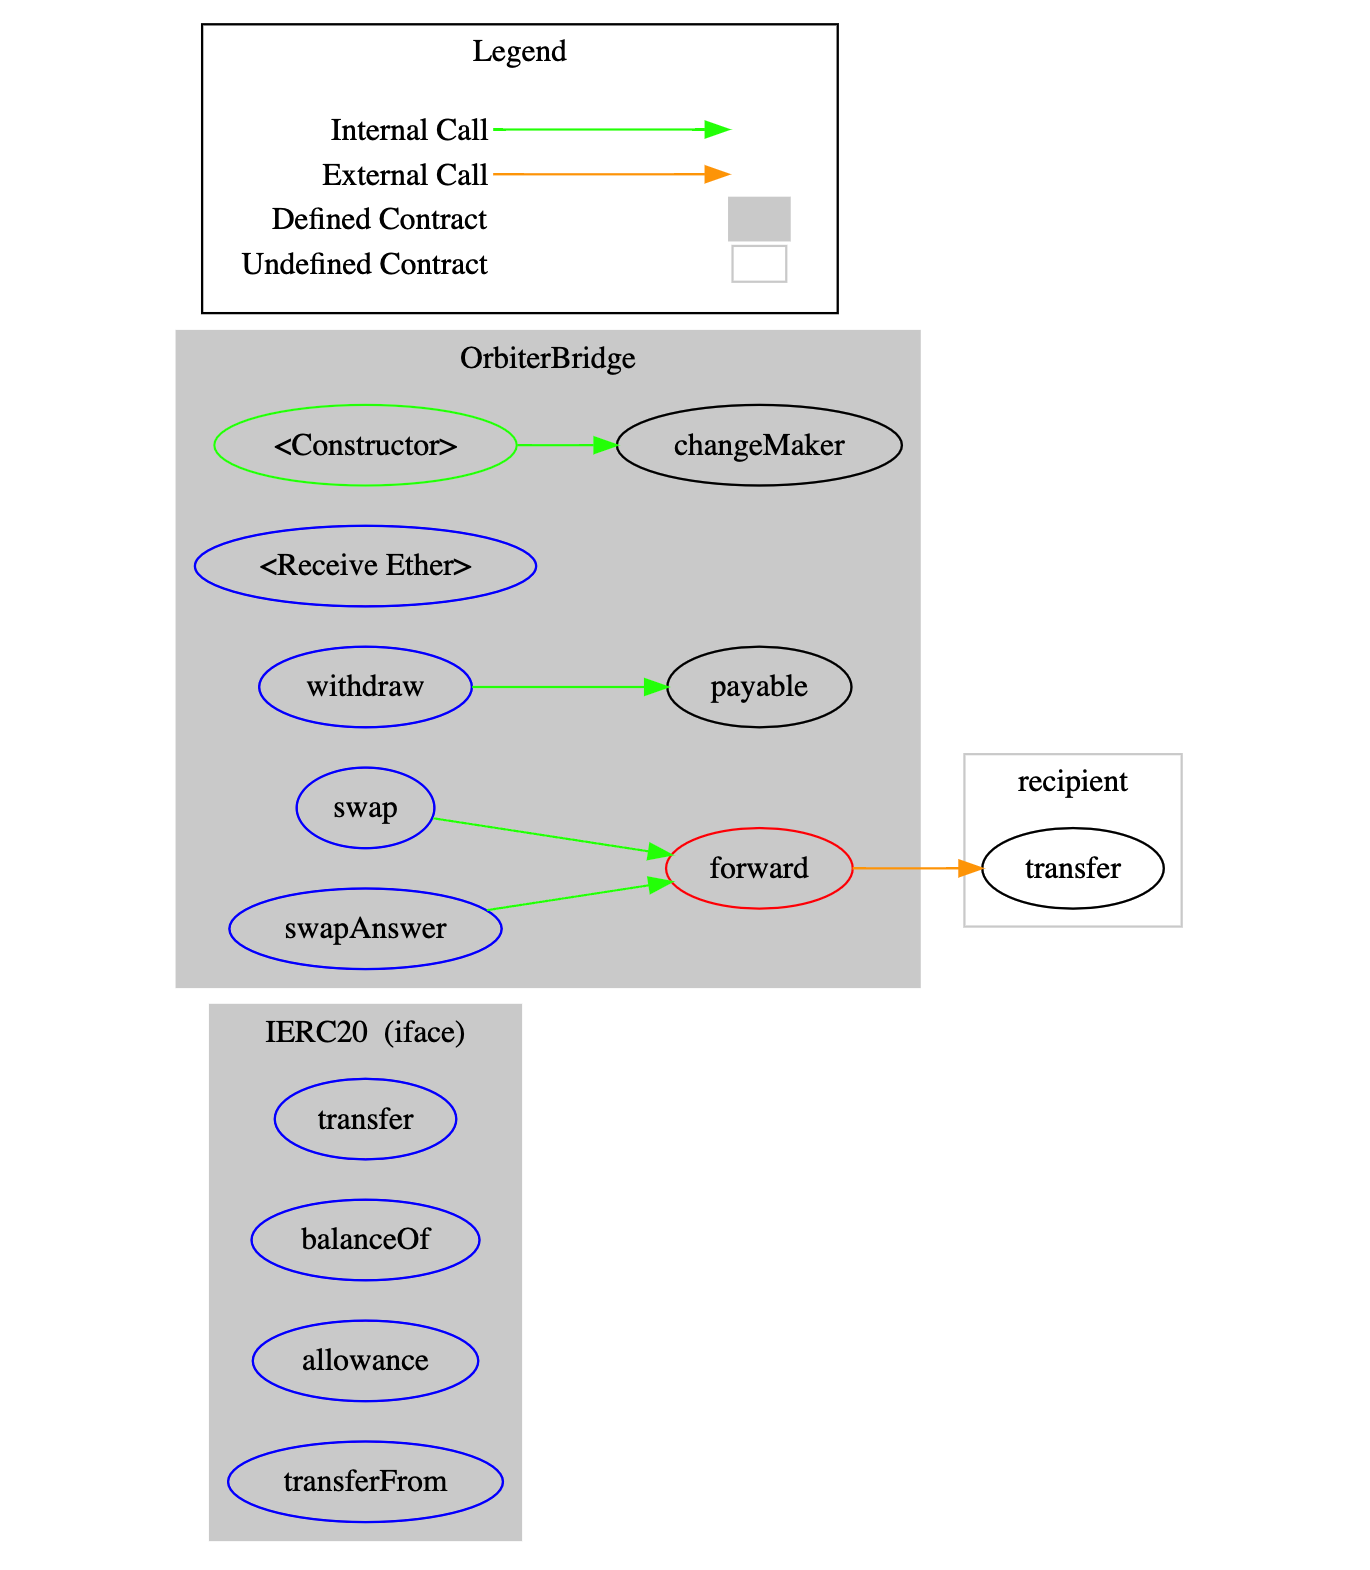 Legend
Internal Call
External Call
Defined Contract
Undefined Contract
OrbiterBridge
<Constructor>
changeMaker
<Receive Ether>
withdraw
payable
swap
forward
swapAnswer
recipient
transfer
IERC20 (iface)
transfer
balanceOf
allowance
transferFrom